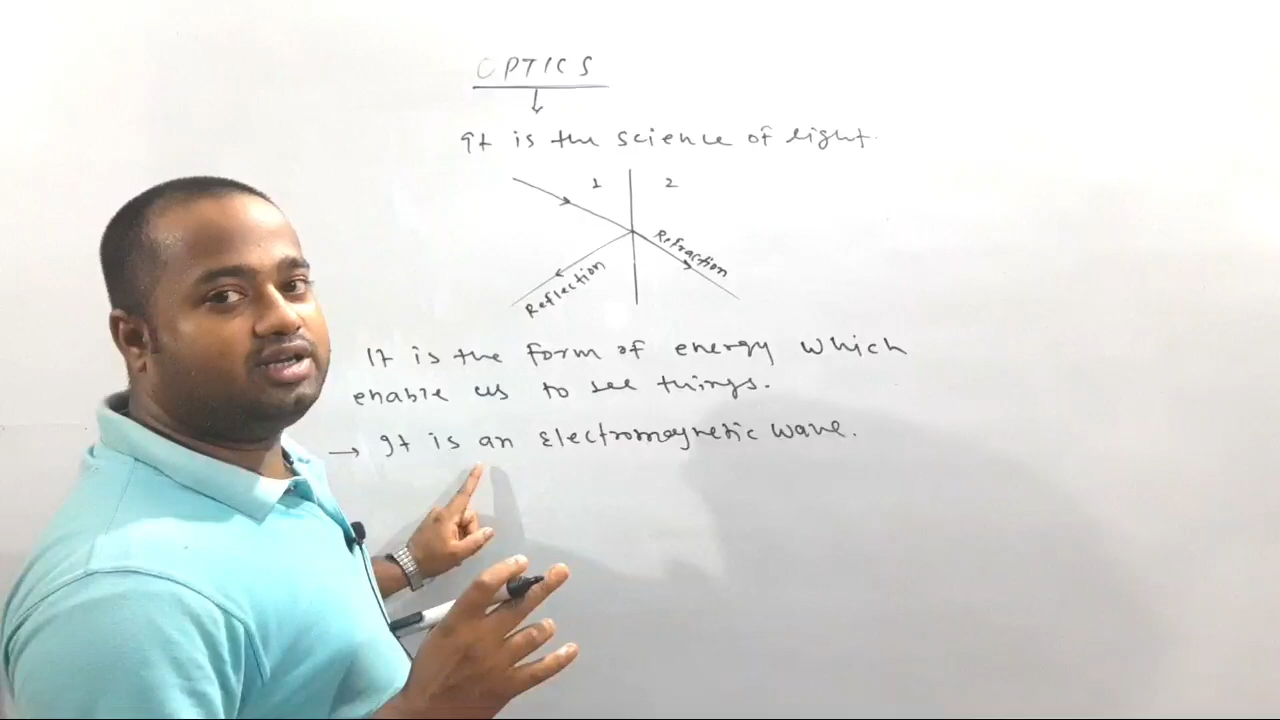 OPTICS
It is the science of light.
1 2
Refraction
Reflection
It is the form of energy which
enable us to see things.
→ It is an Electromagnetic wave.